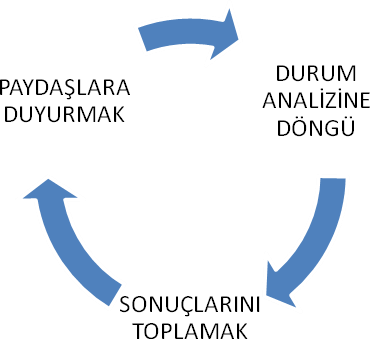 PAYDAŞLARA
DUYURMAK
DURUM
ANALİZİNE
DÖNGÜ
SONUÇLARINI
TOPLAMAK